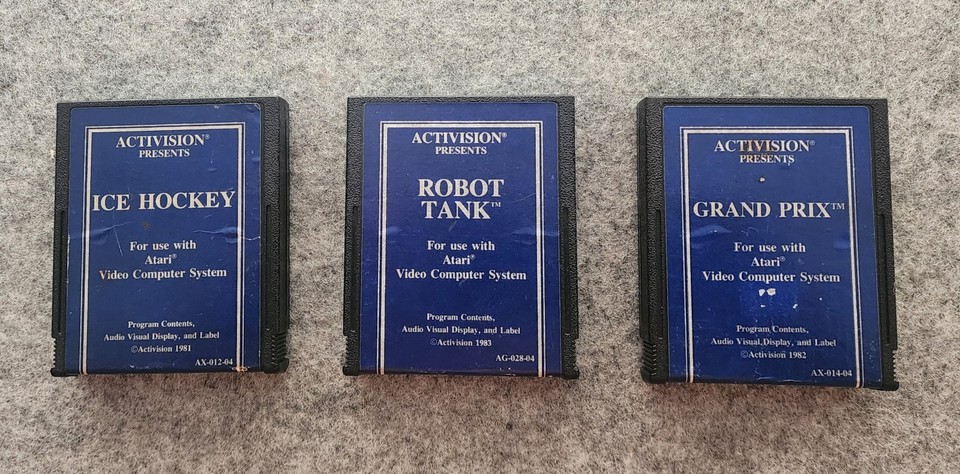 ACTIVISION®
PRESENTS
ICE HOCKEY
For use with
Atari®
Video Computer System
Program Contents,
Audio Visual Display, and Label
©Activision 1981
AX-012-04
ACTIVISION®
PRESENTS
ROBOT
TANK™
For use with
Atari®
Video Computer System
Program Contents,
Audio Visual Display, and Label
©Activision 1983
AG-028-04
ACTIVISION®
PRESENTS
GRAND PRIX™
For use with
Atari®
Video Computer System
Program Contents,
Audio Visual Display, and Label
©Activision 1982
AX-014-04